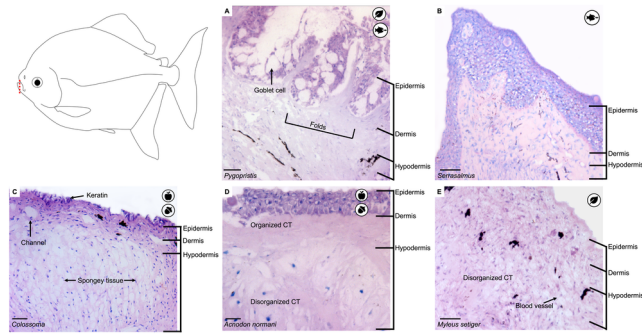 A
Goblet cell
Folds
Epidermis
Dermis
Hypodermis
Pygopristis
B
Epidermis
Dermis
Hypodermis
Serrasalmus
C
Keratin
Channel
Spongey tissue
Epidermis
Dermis
Hypodermis
Colossoma
D
Organized CT
Disorganized CT
Epidermis
Dermis
Hypodermis
Acnodon normani
E
Disorganized CT
Blood vessel
Epidermis
Dermis
Hypodermis
Myleus setiger